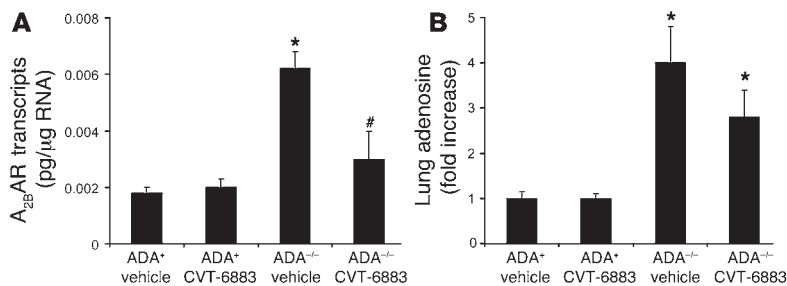 A
A2BAR transcripts
(pg/µg RNA)
0.008
0.006
0.004
0.002
0
*
#
ADA+
vehicle
ADA+
CVT-6883
ADA−/−
vehicle
ADA−/−
CVT-6883
B
Lung adenosine
(fold increase)
5
4
3
2
1
0
*
*
ADA+
vehicle
ADA+
CVT-6883
ADA−/−
vehicle
ADA−/−
CVT-6883